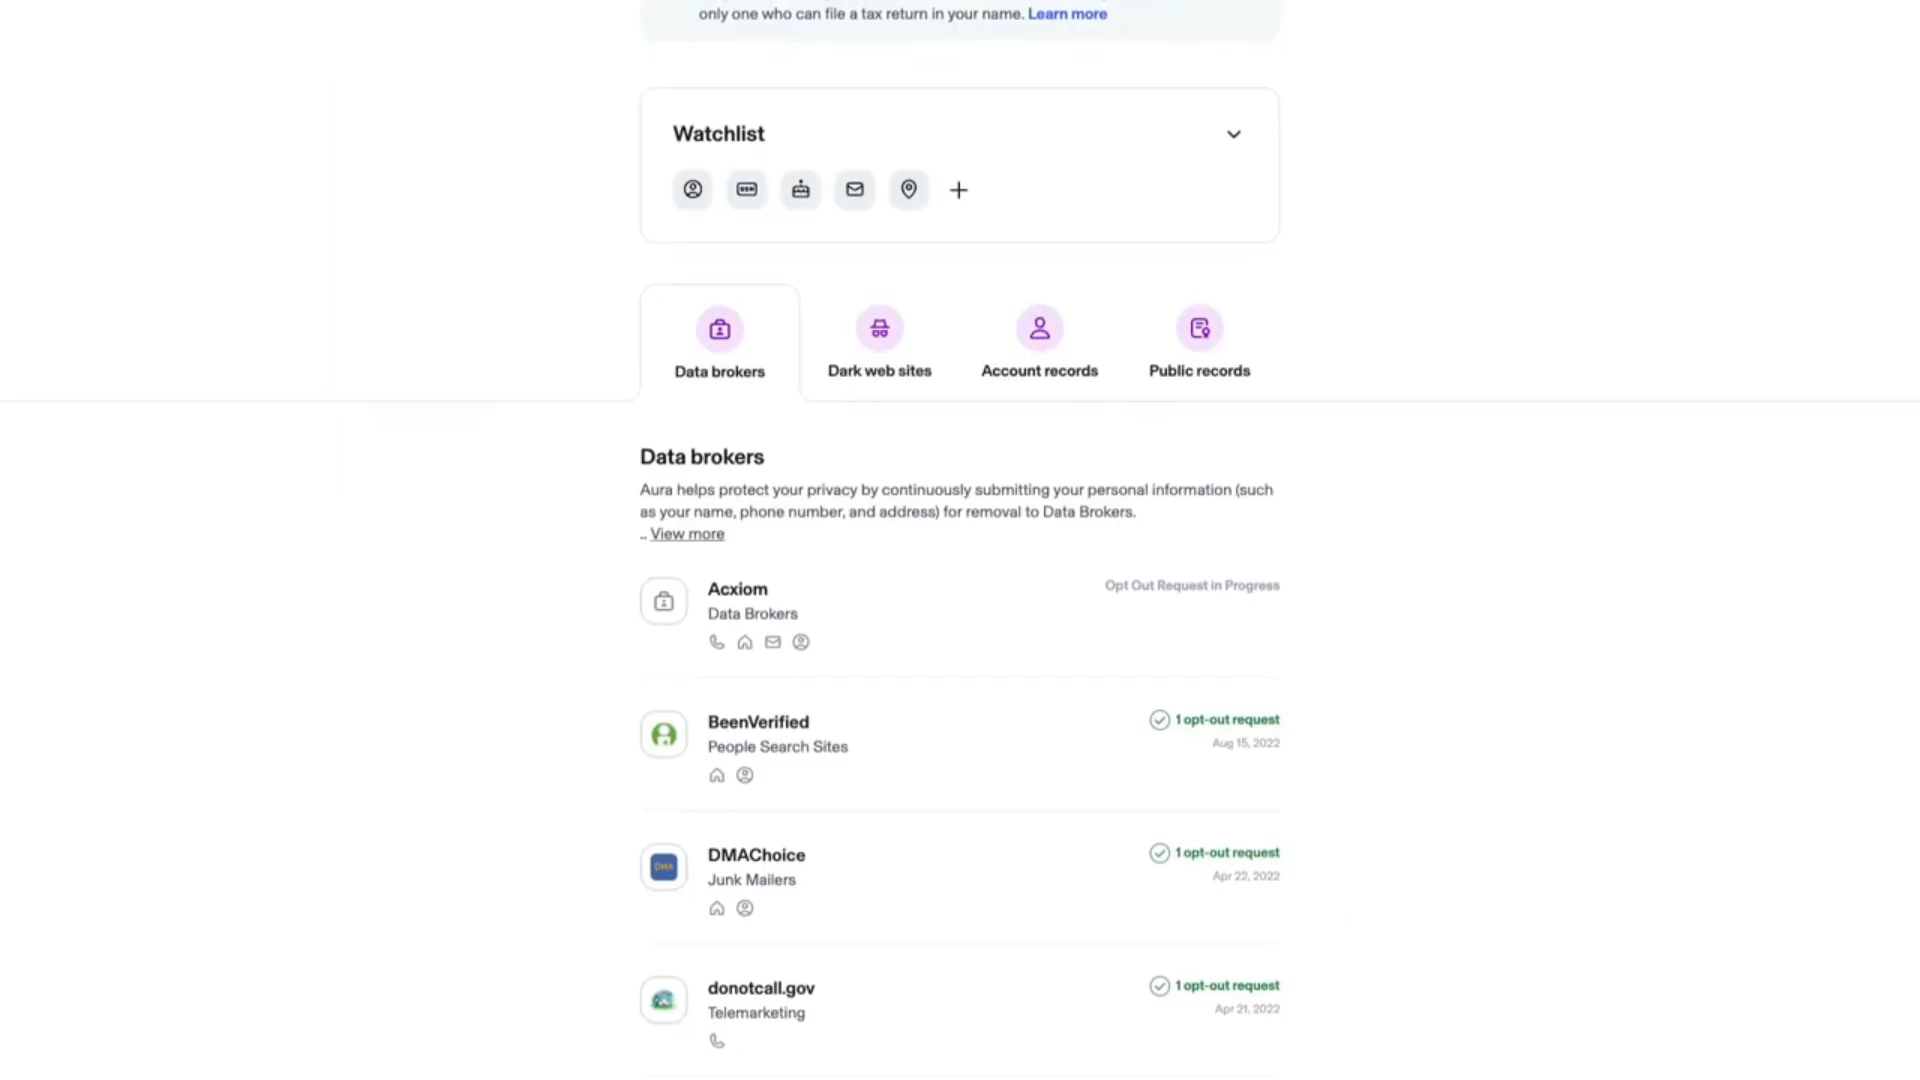 only one who can file a tax return in your name. Learn more
Watchlist
SSN
Data brokers
Dark web sites
Account records
Public records
Data brokers
Aura helps protect your privacy by continuously submitting your personal information (such
as your name, phone number, and address) for removal to Data Brokers.
.. View more
Acxiom
Opt Out Request in Progress
Data Brokers
BeenVerified
1 opt-out request
People Search Sites
Aug 15, 2022
DMA
DMAChoice
1 opt-out request
Junk Mailers
Apr 22, 2022
donotcall.gov
1 opt-out request
Telemarketing
Apr 21, 2022